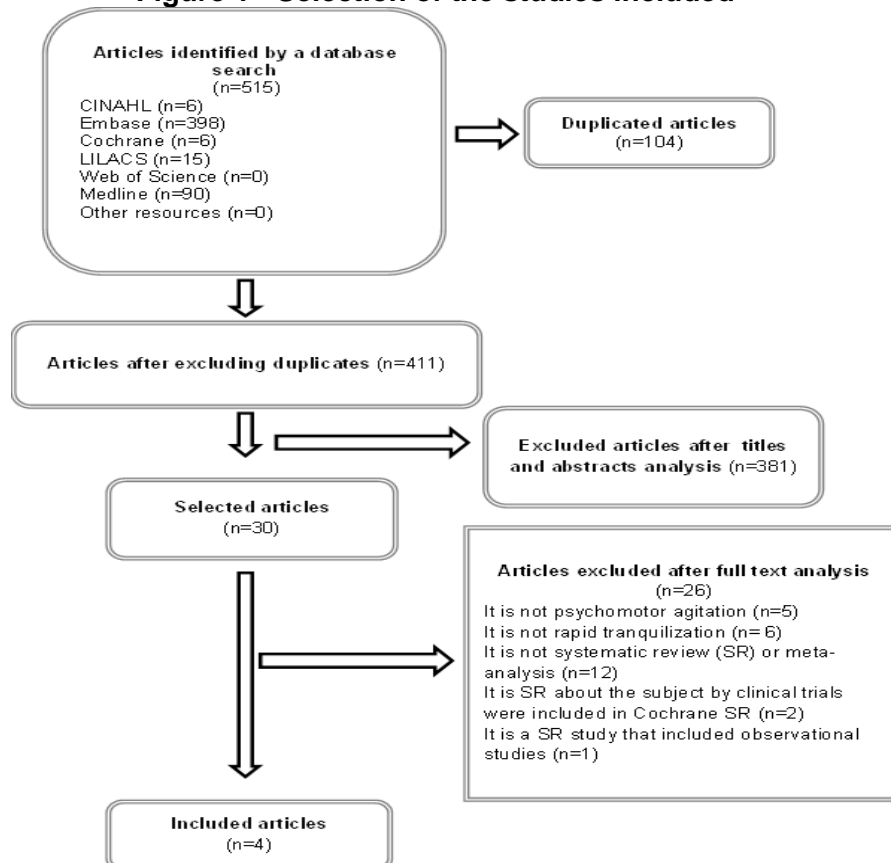 Figure 1 - Selection of the studies included
Articles identified by a database
search
(n=515)
CINAHL (n=6)
Embase (n=398)
Cochrane (n=6)
LILACS (n=15)
Web of Science (n=0)
Medline (n=90)
Other resources (n=0)
Duplicated articles
(n=104)
Articles after excluding duplicates (n=411)
Excluded articles after titles
and abstracts analysis (n=381)
Selected articles
(n=30)
Articles excluded after full text analysis
(n=26)
It is not psychomotor agitation (n=5)
It is not rapid tranquilization (n= 6)
It is not systematic review (SR) or meta-
analysis (n=12)
It is SR about the subject by clinical trials
were included in Cochrane SR (n=2)
It is a SR study that included observational
studies (n=1)
Included articles
(n=4)